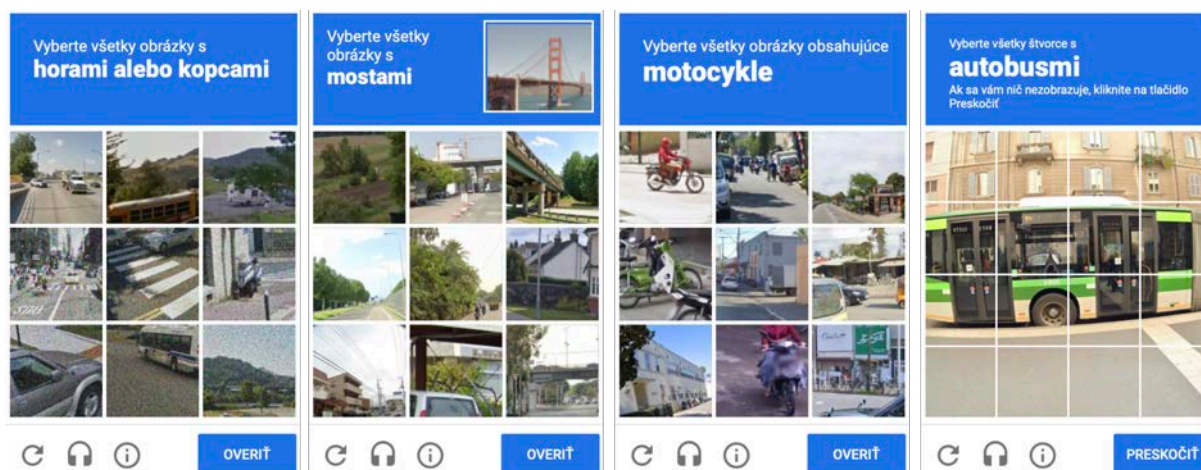 Vyberte všetky obrázky s
horami alebo kopcami
OVERIŤ
Vyberte všetky
obrázky s
mostami
OVERIŤ
Vyberte všetky obrázky obsahujúce
motocykle
OVERIŤ
Vyberte všetky štvorce s
autobusmi
Ak sa vám nič nezobrazuje, kliknite na tlačidlo
Preskočiť
PRESKOČIŤ